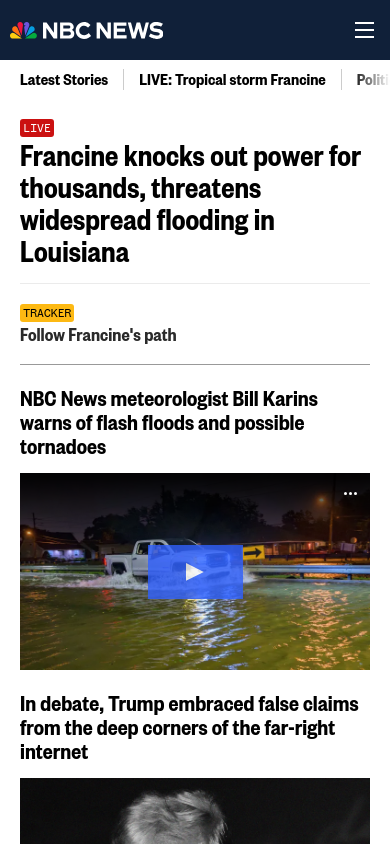 NBC NEWS
Latest Stories LIVE: Tropical storm Francine
LIVE
Francine knocks out power for
thousands, threatens
widespread flooding in
Louisiana
TRACKER
Follow Francine's path
NBC News meteorologist Bill Karins
warns of flash floods and possible
tornadoes
In debate, Trump embraced false claims
from the deep corners of the far-right
internet